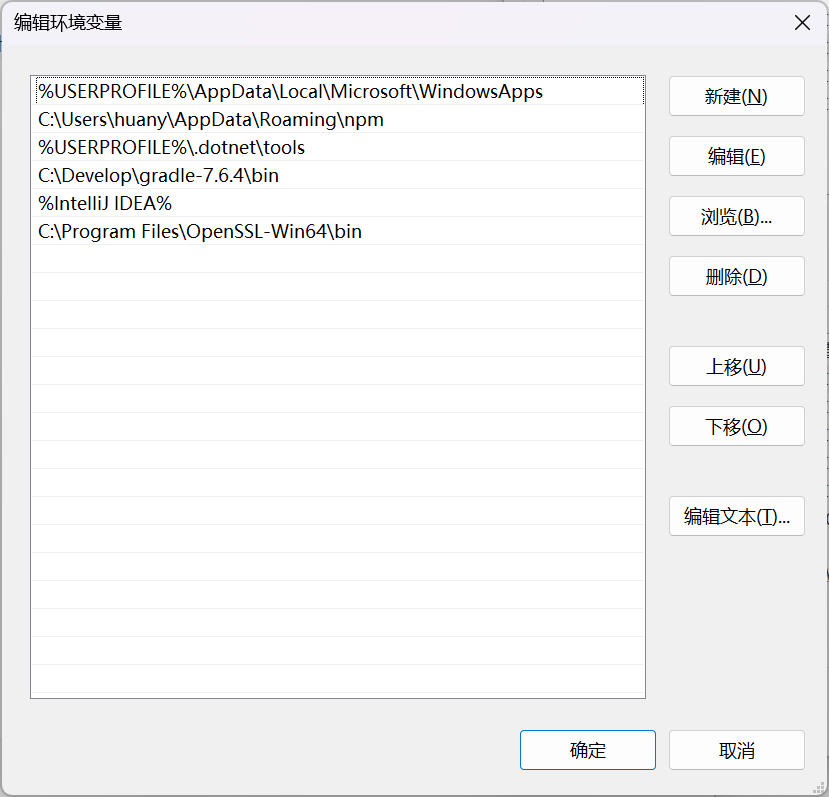 编辑环境变量
%USERPROFILE%\AppData\Local\Microsoft\WindowsApps
C:\Users\huany\AppData\Roaming\npm
%USERPROFILE%\.dotnet\tools
C:\Develop\gradle-7.6.4\bin
%IntelliJ IDEA%
C:\Program Files\OpenSSL-Win64\bin
新建(N)
编辑(E)
浏览(B)...
删除(D)
上移(U)
下移(O)
编辑文本(T)...
确定
取消